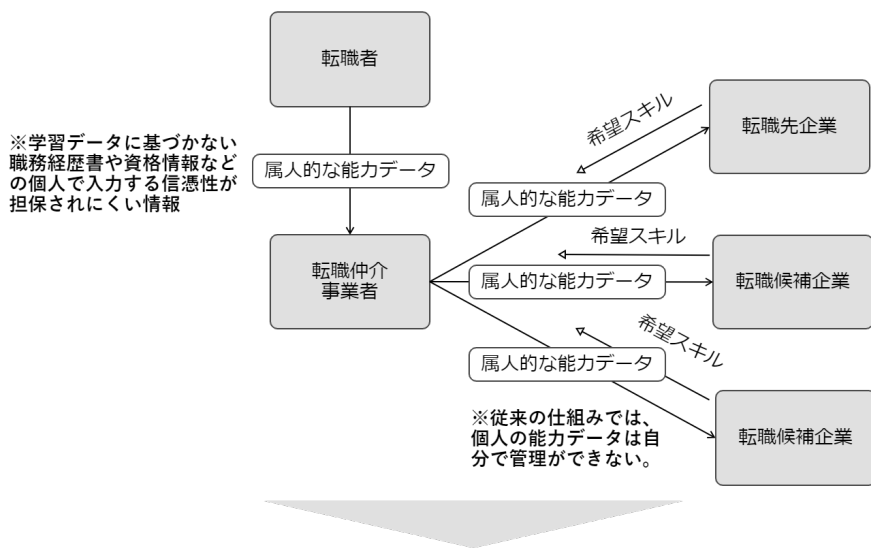 転職者
※学習データに基づかない
職務経歴書や資格情報など
の個人で入力する信憑性が
担保されにくい情報
属人的な能力データ
転職仲介
事業者
希望スキル
属人的な能力データ
転職先企業
希望スキル
属人的な能力データ
転職候補企業
希望スキル
属人的な能力データ
転職候補企業
※従来の仕組みでは、
個人の能力データは自
分で管理ができない。